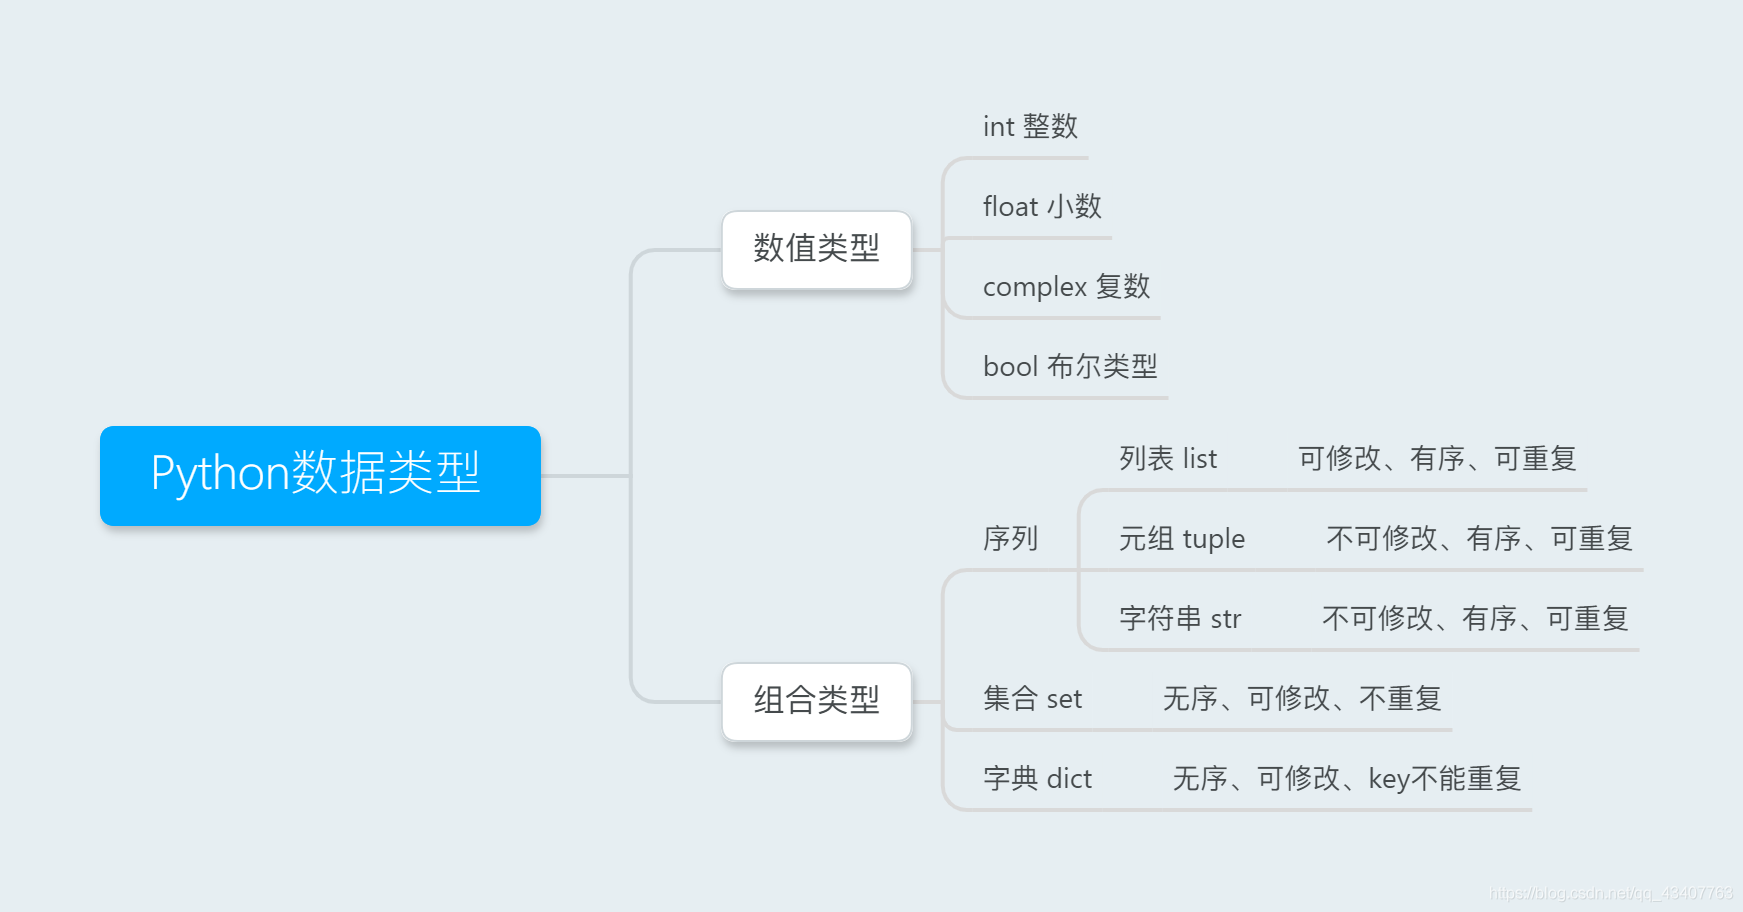 Python数据类型
数值类型
int 整数
float 小数
complex 复数
bool 布尔类型
组合类型
序列
列表 list 可修改、有序、可重复
元组 tuple 不可修改、有序、可重复
字符串 str 不可修改、有序、可重复
集合 set 无序、可修改、不重复
字典 dict 无序、可修改、key不能重复
https://blog.csdn.net/qq_43407763